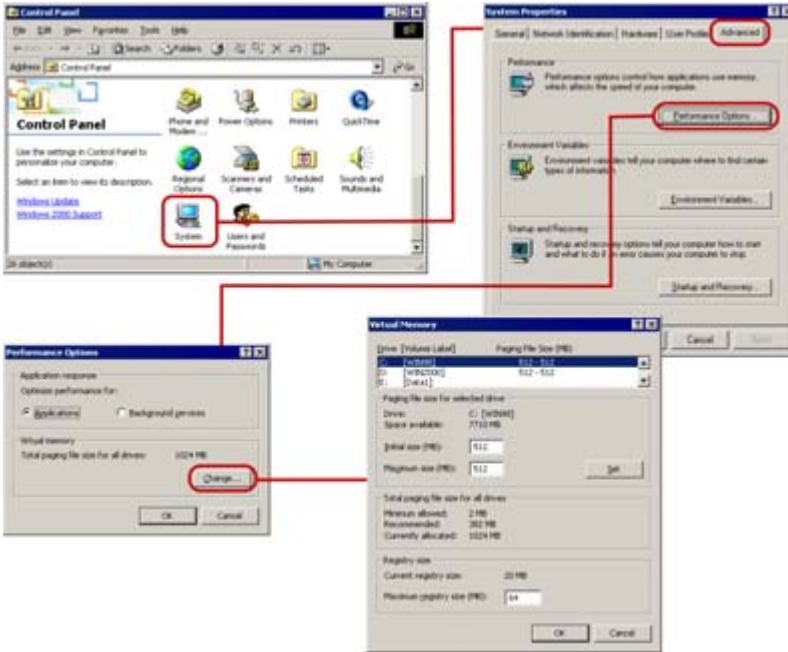 Control Panel
File Edit View Favorites Tools Help
Search Folders
Address Control Panel Go
Control Panel
Use the settings in Control Panel to
personalize your computer.
Select an item to view its description.
Windows Update
Windows 2000 Support
Phone and
Modem ...
Power Options
Printers
QuickTime
Regional
Options
Scanners and
Cameras
Scheduled
Tasks
Sounds and
Multimedia
System
Users and
Passwords
26 object(s)
My Computer
System Properties
General Network Identification Hardware User Profiles Advanced
Performance
Performance options control how applications use memory,
which affects the speed of your computer.
Performance Options...
Environment Variables
Environment variables tell your computer where to find certain
types of information.
Environment Variables...
Startup and Recovery
Startup and recovery options tell your computer how to start
and what to do if an error causes your computer to stop.
Startup and Recovery...
Cancel
Performance Options
Application response
Optimize performance for:
Applications Background services
Virtual memory
Total paging file size for all drives: 1024 MB
Change...
OK Cancel
Virtual Memory
Drive [Volume Label] Paging File Size (MB)
512 - 512
D: [WIN2000] 512 - 512
E: [Data1]
Paging file size for selected drive
Drive:
Space available: 7710 MB
Initial size (MB): 512
Maximum size (MB): 512
Set
Total paging file size for all drives
Minimum allowed: 2 MB
Recommended: 382 MB
Currently allocated: 1024 MB
Registry size
Current registry size: 20 MB
Maximum registry size (MB): 64
OK Cancel